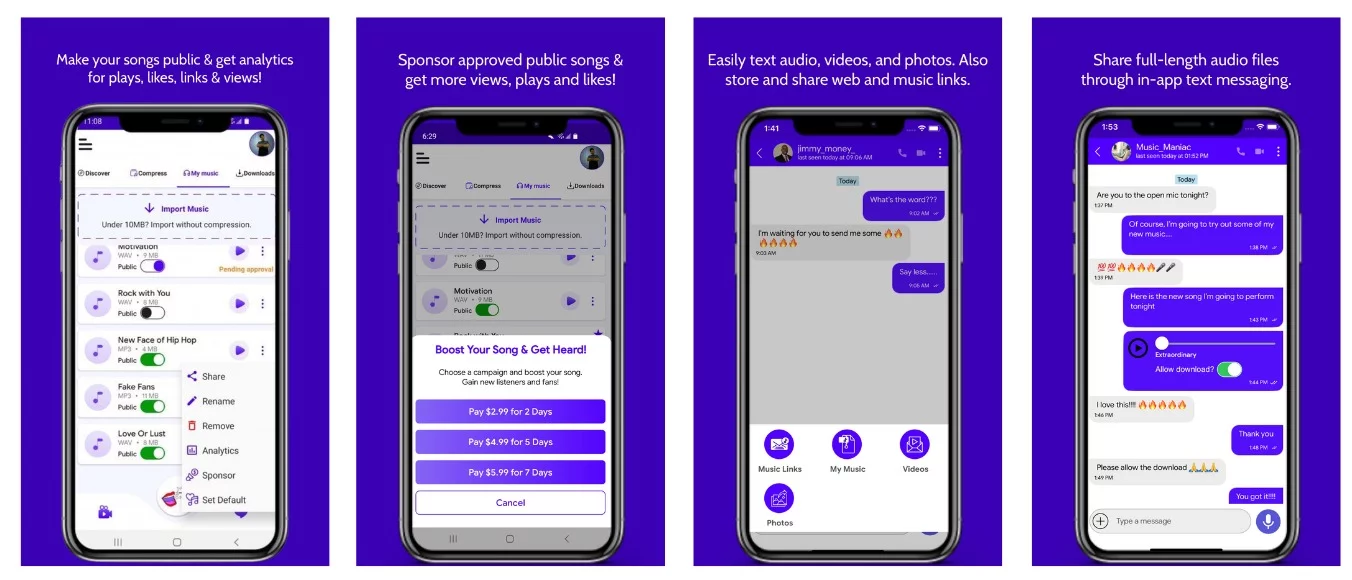 Make your songs public & get analytics
for plays, likes, links & views!
11:08
Discover Compress My music Downloads
Import Music
Under 10MB? Import without compression.
Motivation
WAV • 9 MB
Public
Pending approval
Rock with You
WAV • 8 MB
Public
New Face of Hip Hop
MP3 • 4 MB
Public
Fake Fans
MP3 • 11 MB
Public
Love Or Lust
WAV • 8 MB
Public
Share
Rename
Remove
Analytics
Sponsor
Set Default
Sponsor approved public songs &
get more views, plays and likes!
6:29
Discover Compress My music Downloads
Import Music
Under 10MB? Import without compression.
Public
Motivation
WAV • 9 MB
Public
Rock with You
Boost Your Song & Get Heard!
Choose a campaign and boost your song.
Gain new listeners and fans!
Pay $2.99 for 2 Days
Pay $4.99 for 5 Days
Pay $5.99 for 7 Days
Cancel
Easily text audio, videos, and photos. Also
store and share web and music links.
1:41
jimmy_money_
last seen today at 09:06 AM
Today
What's the word???
9:02 AM
I'm waiting for you to send me some 🔥🔥
🔥🔥🔥🔥
9:03 AM
Say less.....
9:06 AM
Music Links
My Music
Videos
Photos
Share full-length audio files
through in-app text messaging.
1:53
Music_Maniac
last seen today at 01:52 PM
Today
Are you to the open mic tonight?
1:37 PM
Of course, I'm going to try out some of my
new music....
1:38 PM
💯💯🔥🔥🔥🔥🎤🎤
1:39 PM
Here is the new song I'm going to perform
tonight
1:43 PM
Extraordinary
Allow download?
1:44 PM
I love this!!!! 🔥🔥🔥🔥🔥
1:46 PM
Thank you
1:48 PM
Please allow the download 🙏🙏🙏
1:49 PM
You got it!!!!
Type a message